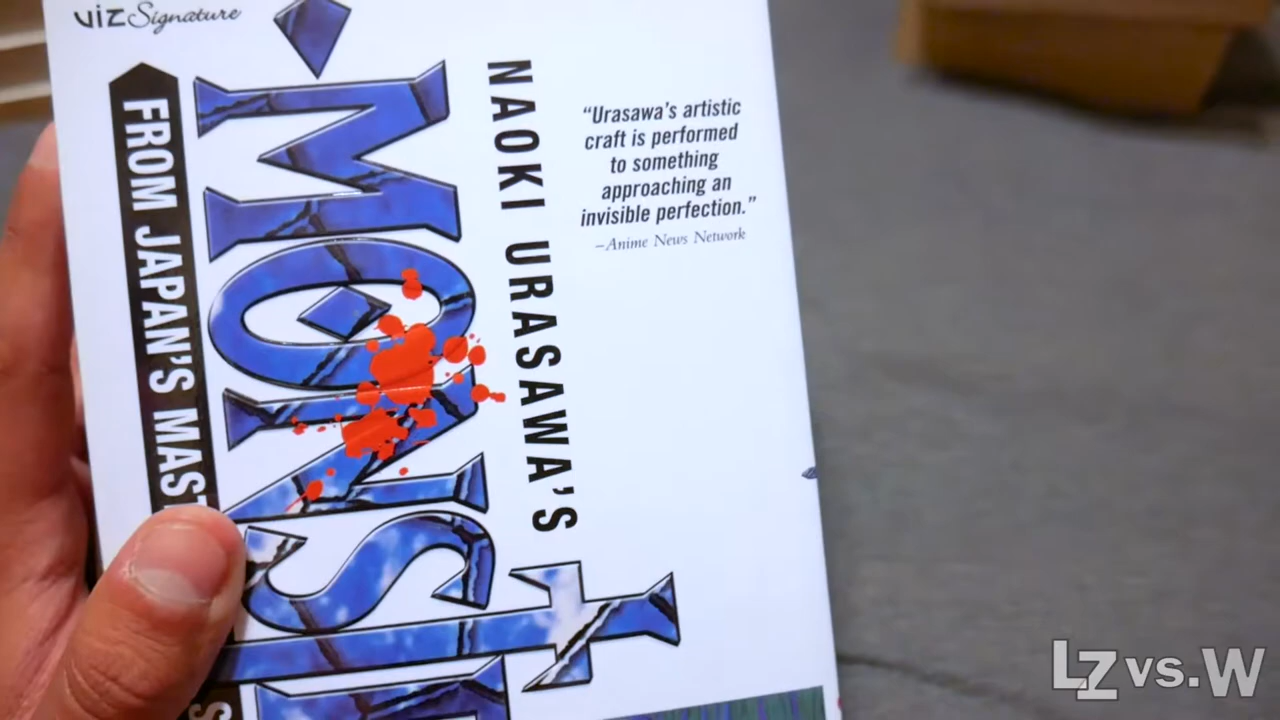 VIZ Signature
FROM JAPAN'S MAST
MONSTE
NAOKI URASAWA'S
“Urasawa's artistic
craft is performed
to something
approaching an
invisible perfection.”
–Anime News Network
LZ vs. W